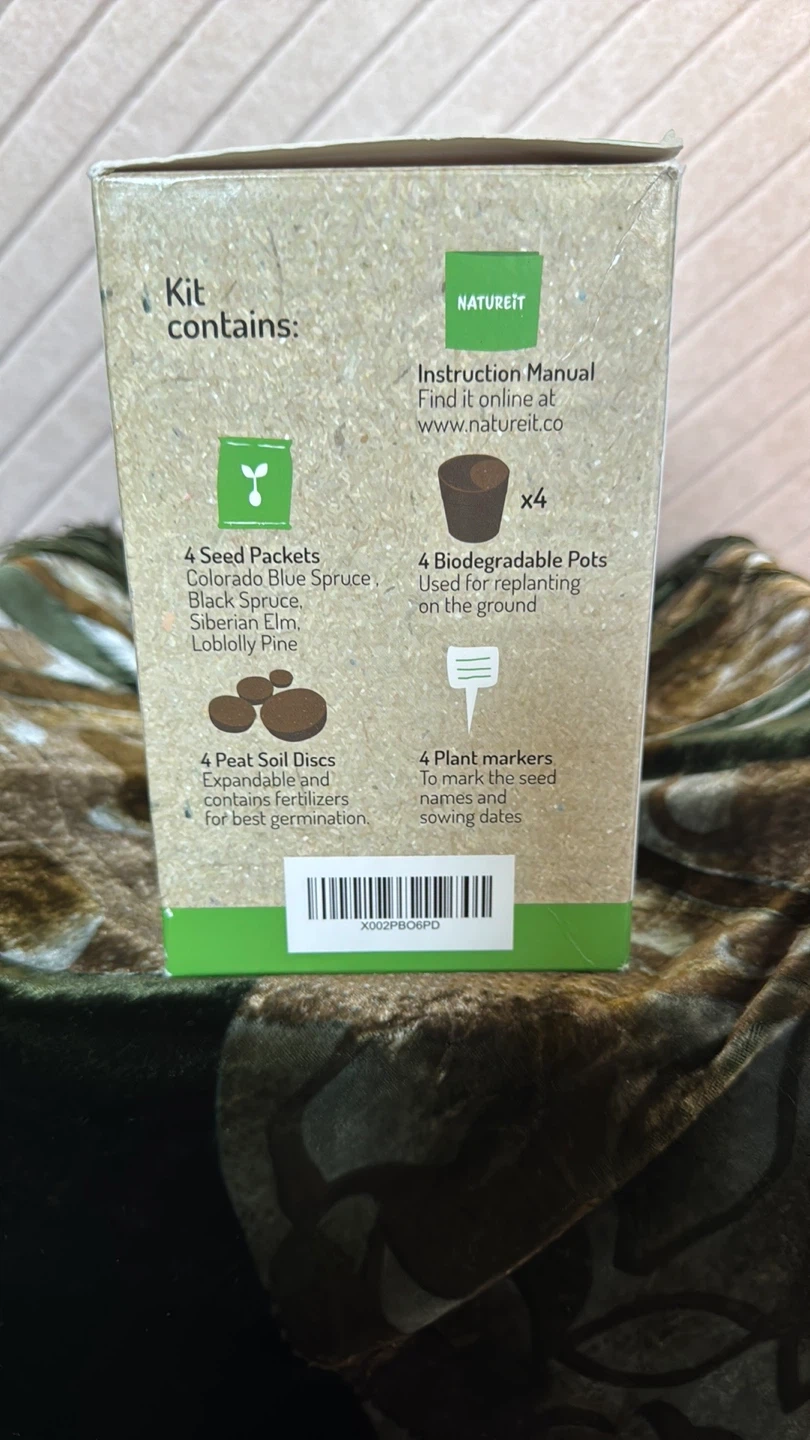 Kit
contains:
NATUREiT
Instruction Manual
Find it online at
www.natureit.co
4 Seed Packets
Colorado Blue Spruce ,
Black Spruce,
Siberian Elm,
Loblolly Pine
x4
4 Biodegradable Pots
Used for replanting
on the ground
4 Peat Soil Discs
Expandable and
contains fertilizers
for best germination.
4 Plant markers
To mark the seed
names and
sowing dates
X002PBO6PD